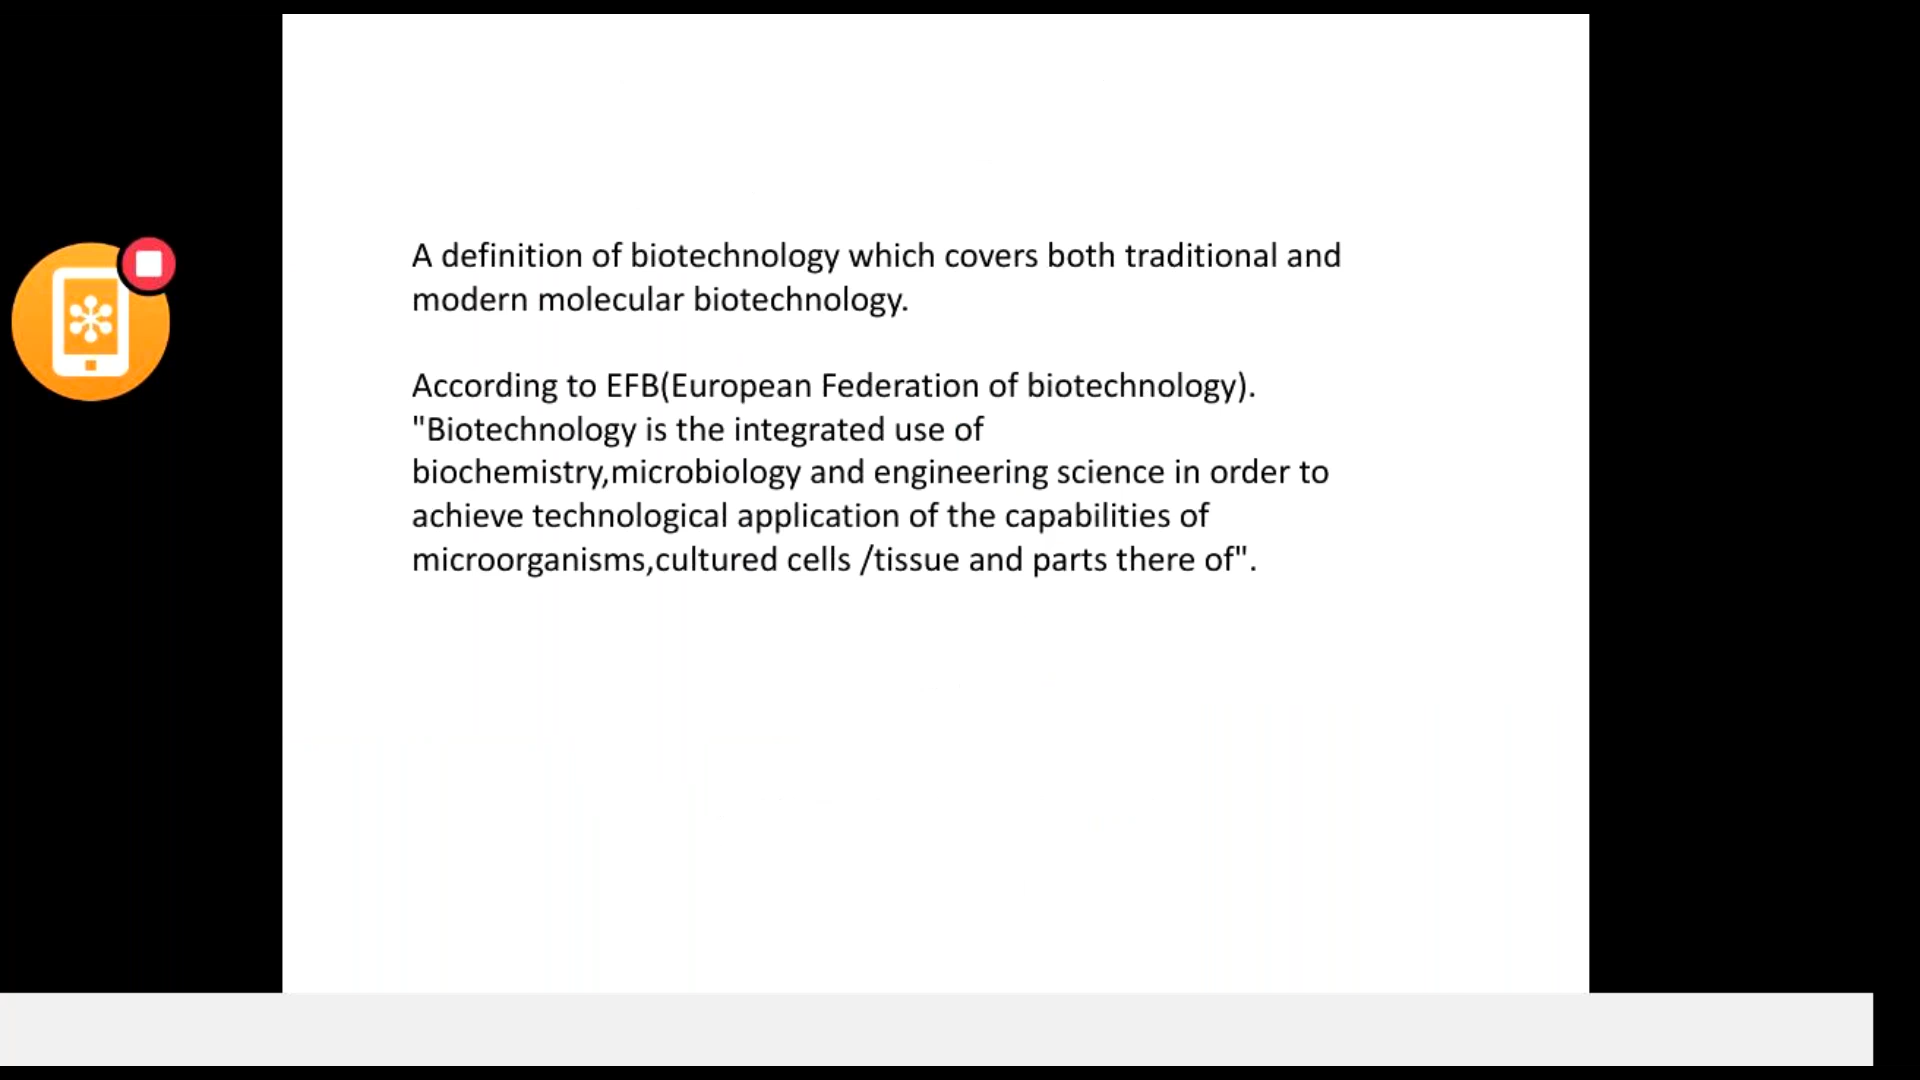 A definition of biotechnology which covers both traditional and
modern molecular biotechnology.
According to EFB(European Federation of biotechnology).
"Biotechnology is the integrated use of
biochemistry,microbiology and engineering science in order to
achieve technological application of the capabilities of
microorganisms,cultured cells /tissue and parts there of".